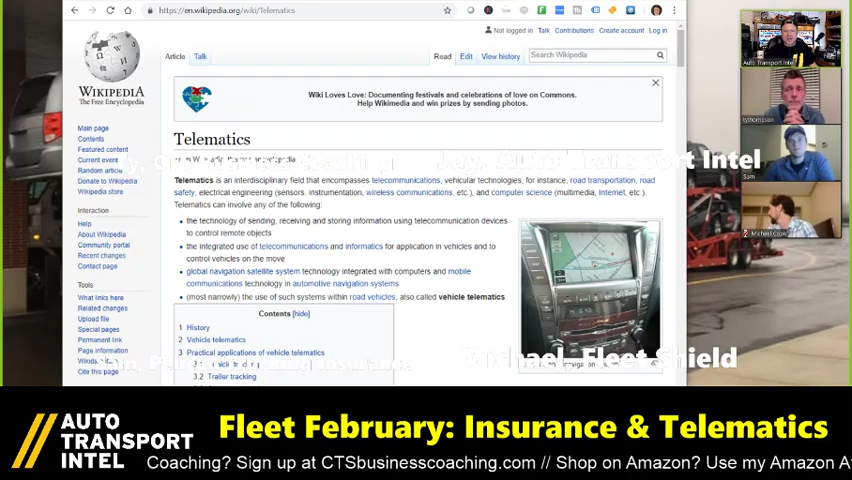 https://en.wikipedia.org/wiki/Telematics
Not logged in Talk Contributions Create account Log in
Article Talk
Read Edit View history
Search Wikipedia
WIKIPEDIA
The Free Encyclopedia
Wiki Loves Love: Documenting festivals and celebrations of love on Commons.
Help Wikimedia and win prizes by sending photos.
Main page
Contents
Featured content
Current event
Random article
Donate to Wikipedia
Wikipedia store
Interaction
Help
About Wikipedia
Community portal
Recent changes
Contact page
Tools
What links here
Related changes
Upload file
Special pages
Permanent link
Page information
Cite this page
Telematics
Telematics is an interdisciplinary field that encompasses telecommunications, vehicular technologies, for instance, road transportation, road
safety, electrical engineering (sensors, instrumentation, wireless communications, etc.), and computer science (multimedia, Internet, etc.).
Telematics can involve any of the following:
the technology of sending, receiving and storing information using telecommunication devices
to control remote objects
the integrated use of telecommunications and informatics for application in vehicles and to
control vehicles on the move
global navigation satellite system technology integrated with computers and mobile
communications technology in automotive navigation systems
(most narrowly) the use of such systems within road vehicles, also called vehicle telematics
Contents [hide]
1 History
2 Vehicle telematics
3 Practical applications of vehicle telematics
3.2 Trailer tracking
Jay, Auto Transport Intel
Michael, Fleet Shield
Insurance
Auto Transport Intel
tythompson
Sam
Michael
AUTO
TRANSPORT
INTEL
Fleet February: Insurance & Telematics
Coaching? Sign up at CTSbusinesscoaching.com // Shop on Amazon? Use my Amazon